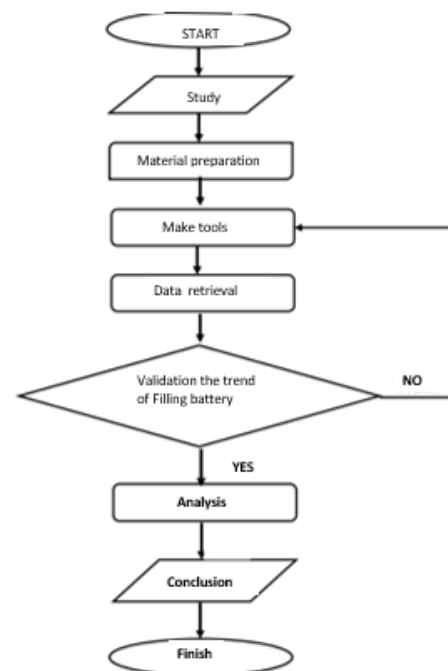 START
Study
Material preparation
Make tools
Data retrieval
Validation the trend
of Filling battery
NO
YES
Analysis
Conclusion
Finish